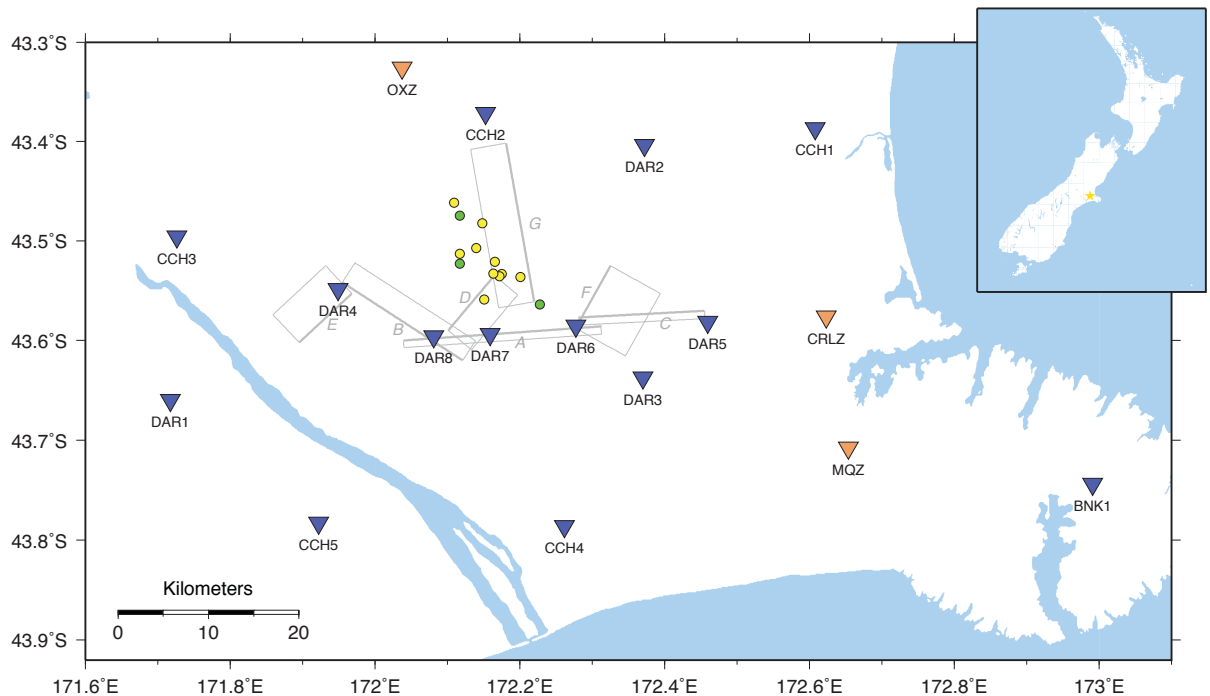 43.3°S
OXZ
CCH2
CCH1
43.4°S
DAR2
G
43.5°S
CCH3
D
F
DAR4
E
B
C
A
DAR8
DAR7
DAR6
DAR5
CRLZ
43.6°S
DAR3
DAR1
43.7°S
MQZ
BNK1
43.8°S
CCH5
CCH4
Kilometers
0 10 20
43.9°S
171.6°E 171.8°E 172°E 172.2°E 172.4°E 172.6°E 172.8°E 173°E